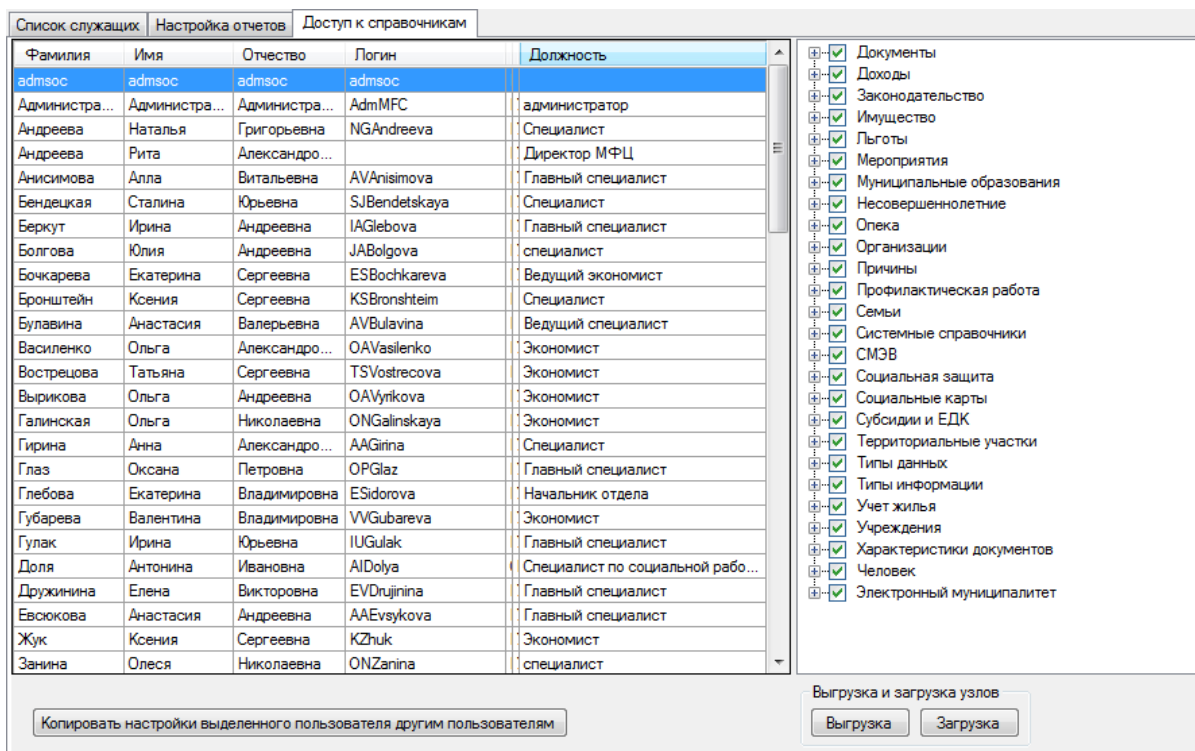 Список служащих Настройка отчетов Доступ к справочникам
Фамилия Имя Отчество Логин Должность
admsoc admsoc admsoc admsoc
Администра... Администра... Администра... AdmMFC администратор
Андреева Наталья Григорьевна NGAndreeva Специалист
Андреева Рита Александро... Директор МФЦ
Анисимова Алла Витальевна AVAnisimova Главный специалист
Бендецкая Сталина Юрьевна SJBendetskaya Специалист
Беркут Ирина Андреевна IAGlebova Главный специалист
Болгова Юлия Андреевна JABolgova специалист
Бочкарева Екатерина Сергеевна ESBochkareva Ведущий экономист
Бронштейн Ксения Сергеевна KSBronshteim Специалист
Булавина Анастасия Валерьевна AVBulavina Ведущий специалист
Василенко Ольга Александро... OAVasilenko Экономист
Вострецова Татьяна Сергеевна TSVostrecova Экономист
Вырикова Ольга Андреевна OAVyrikova Экономист
Галинская Ольга Николаевна ONGalinskaya Экономист
Гирина Анна Александро... AAGirina Специалист
Глаз Оксана Петровна OPGlaz Главный специалист
Глебова Екатерина Владимировна ESidorova Начальник отдела
Губарева Валентина Владимировна VVGubareva Экономист
Гулак Ирина Юрьевна IUGulak Главный специалист
Доля Антонина Ивановна AIDolya Специалист по социальной рабо...
Дружинина Елена Викторовна EVDrujinina Главный специалист
Евсюкова Анастасия Андреевна AAEvsykova Главный специалист
Жук Ксения Сергеевна KZhuk Экономист
Занина Олеся Николаевна ONZanina специалист
Документы
Доходы
Законодательство
Имущество
Льготы
Мероприятия
Муниципальные образования
Несовершеннолетние
Опека
Организации
Причины
Профилактическая работа
Семьи
Системные справочники
СМЭВ
Социальная защита
Социальные карты
Субсидии и ЕДК
Территориальные участки
Типы данных
Типы информации
Учет жилья
Учреждения
Характеристики документов
Человек
Электронный муниципалитет
Копировать настройки выделенного пользователя другим пользователям
Выгрузка и загрузка узлов
Выгрузка Загрузка